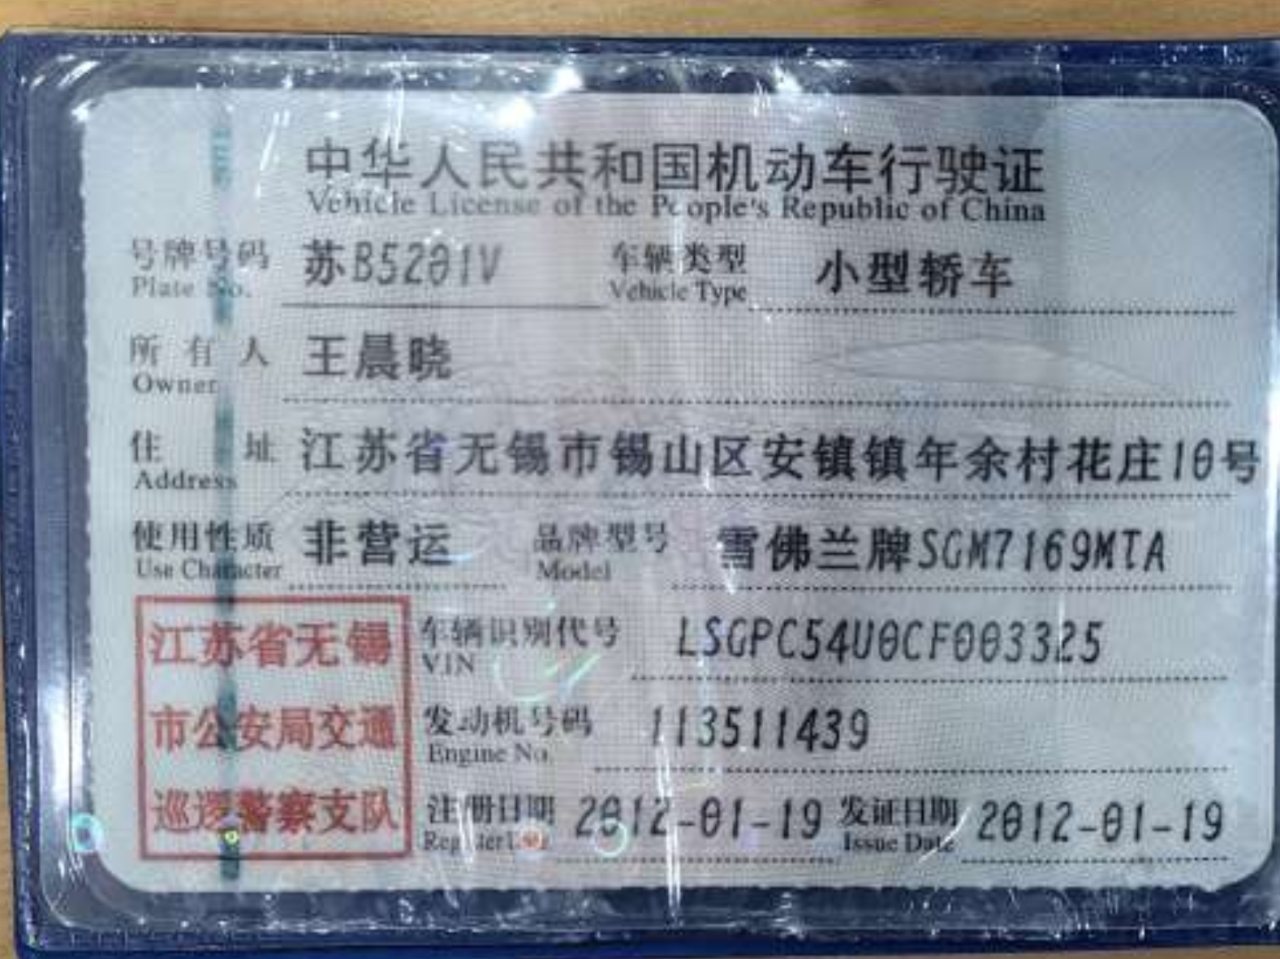 中华人民共和国机动车行驶证
Vehicle License of the People's Republic of China
号牌号码 苏B5201V 车辆类型 小型轿车
Plate No. Vehicle Type
所有人 王晨晓
Owner
住址 江苏省无锡市锡山区安镇镇年余村花庄10号
Address
使用性质 非营运 品牌型号 雪佛兰牌SGM7169MTA
Use Character Model
江苏省无锡 车辆识别代号 LSGPC54U0CF003325
VIN
市公安局交通 发动机号码 113511439
Engine No.
巡逻警察支队 注册日期 2012-01-19 发证日期 2012-01-19
Register Date Issue Date